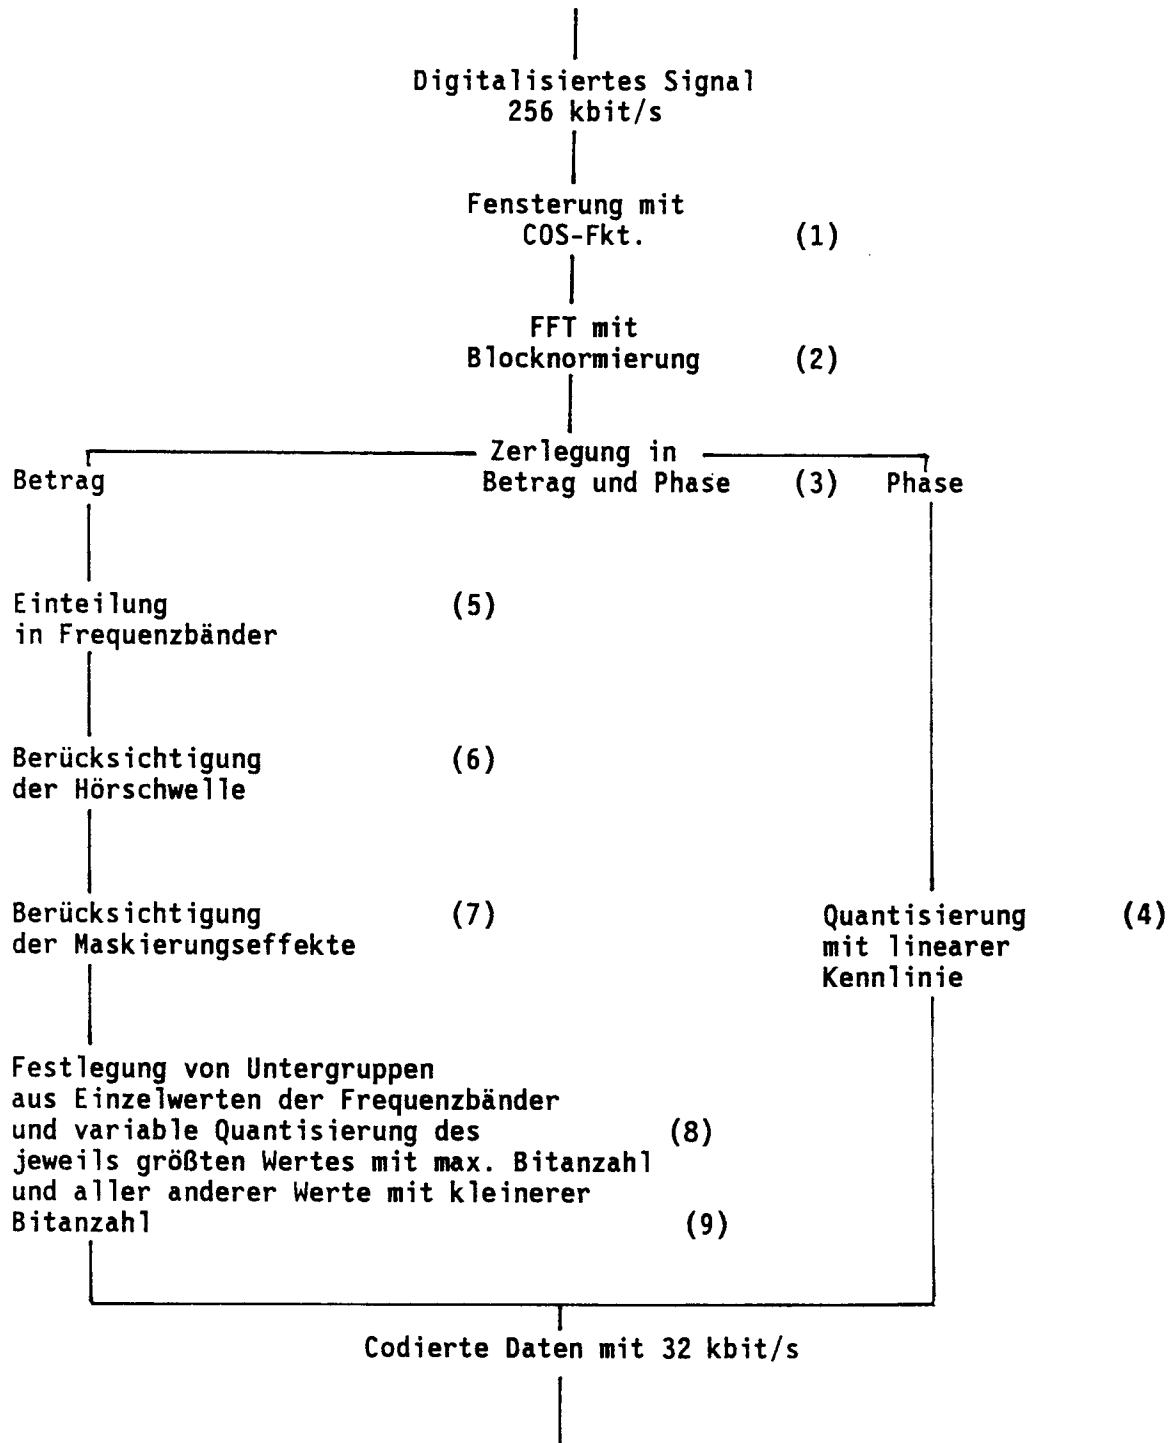 Digitalisiertes Signal
256 kbit/s
Fensterung mit
COS-Fkt. (1)
FFT mit
Blocknormierung (2)
Zerlegung in
Betrag Betrag und Phase (3) Phase
Einteilung (5)
in Frequenzbänder
Berücksichtigung (6)
der Hörschwelle
Berücksichtigung (7)
der Maskierungseffekte
Quantisierung (4)
mit linearer
Kennlinie
Festlegung von Untergruppen
aus Einzelwerten der Frequenzbänder
und variable Quantisierung des (8)
jeweils größten Wertes mit max. Bitanzahl
und aller anderer Werte mit kleinerer
Bitanzahl (9)
Codierte Daten mit 32 kbit/s